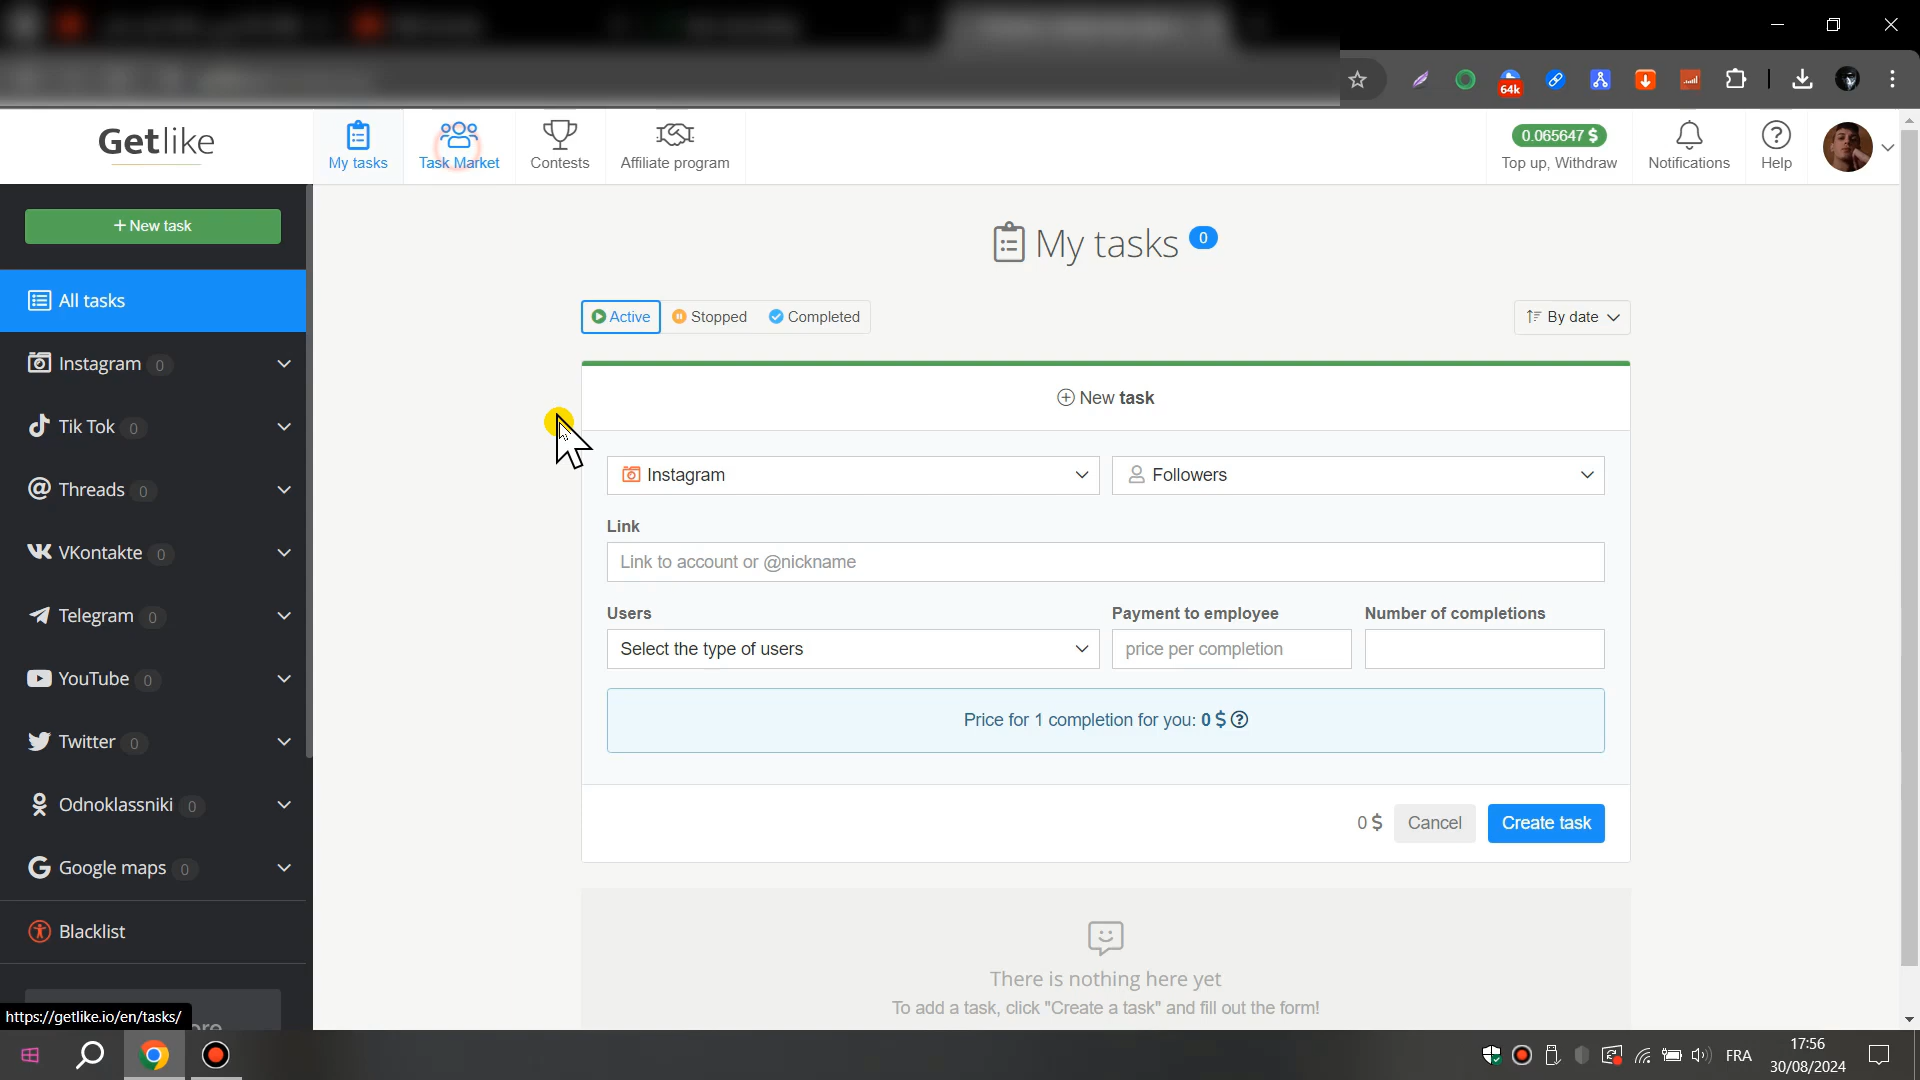 64k
Getlike
My tasks
Task Market
Contests
Affiliate program
0.065647 $
Top up, Withdraw
Notifications
Help
+ New task
All tasks
Instagram 0
Tik Tok 0
Threads 0
VKontakte 0
Telegram 0
YouTube 0
Twitter 0
Odnoklassniki 0
Google maps 0
Blacklist
https://getlike.io/en/tasks/
My tasks 0
Active
Stopped
Completed
By date
New task
Instagram
Followers
Link
Link to account or @nickname
Users
Payment to employee
Number of completions
Select the type of users
price per completion
Price for 1 completion for you: 0 $
0 $
Cancel
Create task
There is nothing here yet
To add a task, click "Create a task" and fill out the form!
FRA
17:56
30/08/2024